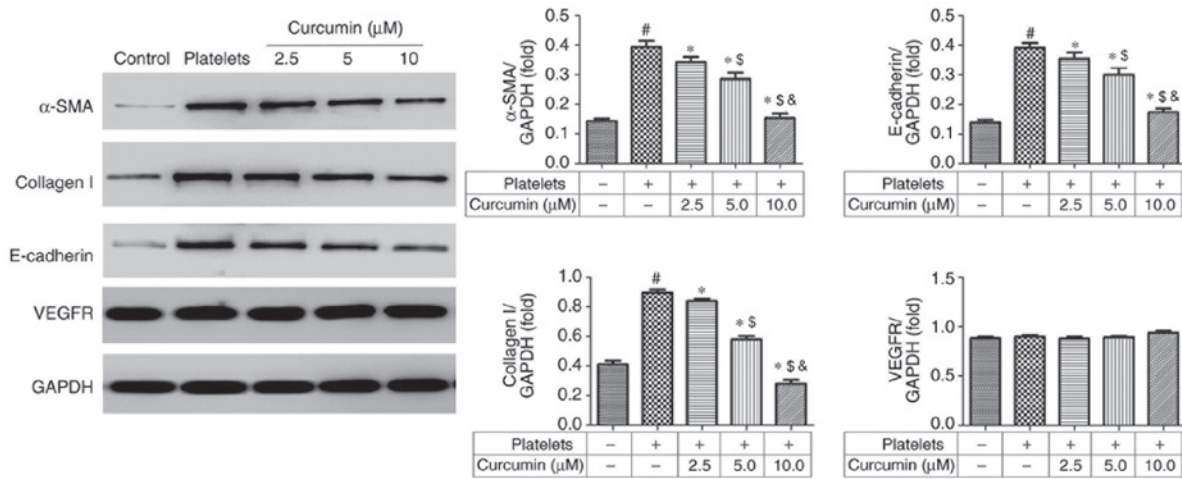 Curcumin (μM)
Control Platelets 2.5 5 10
α-SMA
Collagen I
E-cadherin
VEGFR
GAPDH
α-SMA/
GAPDH (fold)
0.5
0.4
0.3
0.2
0.1
0.0
#
*
* $
* $ &
Platelets – + + + +
Curcumin (μM) – – 2.5 5.0 10.0
E-cadherin/
GAPDH (fold)
0.5
0.4
0.3
0.2
0.1
0.0
#
*
* $
* $ &
Platelets – + + + +
Curcumin (μM) – – 2.5 5.0 10.0
Collagen I/
GAPDH (fold)
1.0
0.8
0.6
0.4
0.2
0.0
#
*
* $
* $ &
Platelets – + + + +
Curcumin (μM) – – 2.5 5.0 10.0
VEGFR/
GAPDH (fold)
1.5
1.0
0.5
0.0
Platelets – + + + +
Curcumin (μM) – – 2.5 5.0 10.0